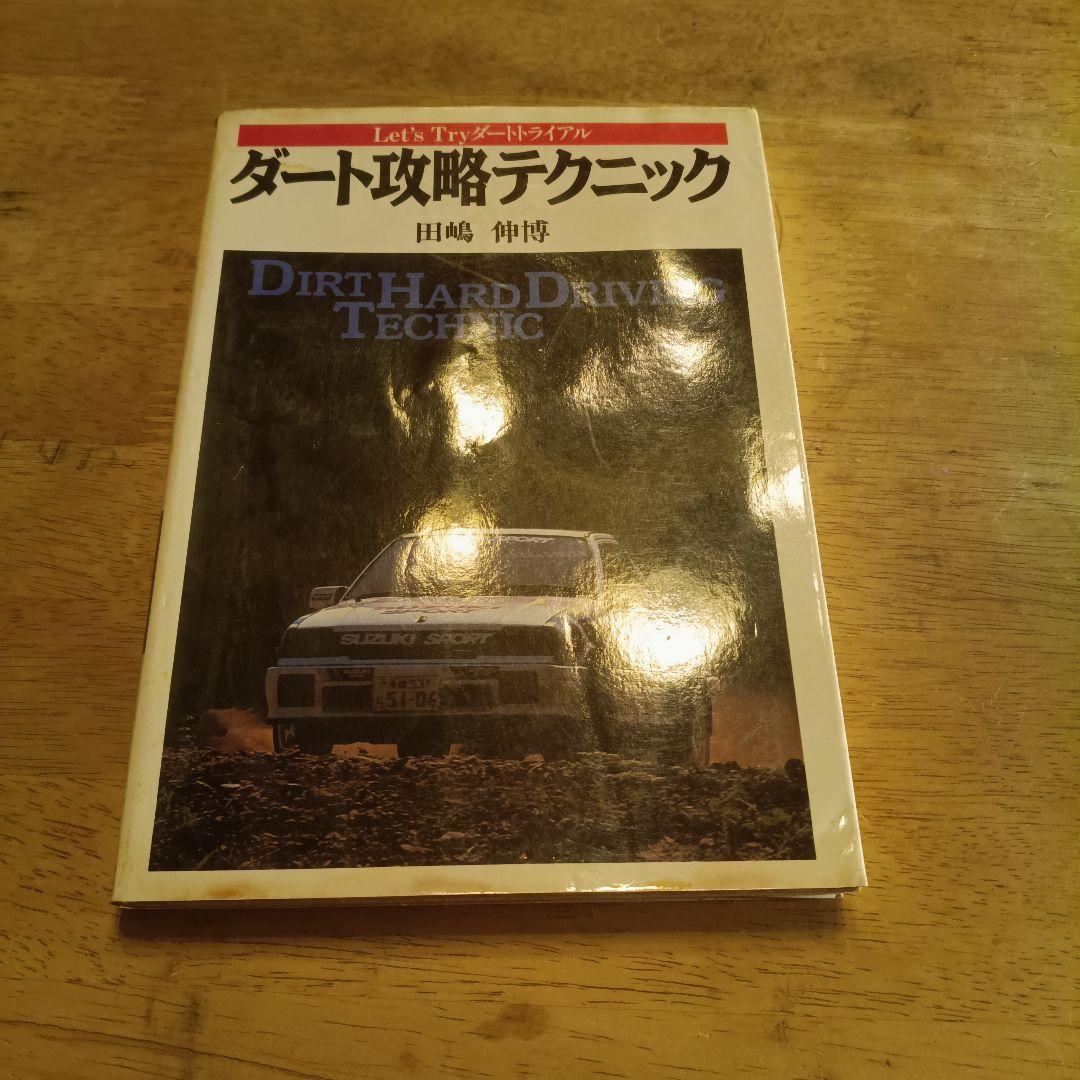 Let's Tryダートトライアル
ダート攻略テクニック
田嶋 伸博
DIRT HARD DRIVING
TECHNIC
SPORT
SUZUKI SPORT
51-06